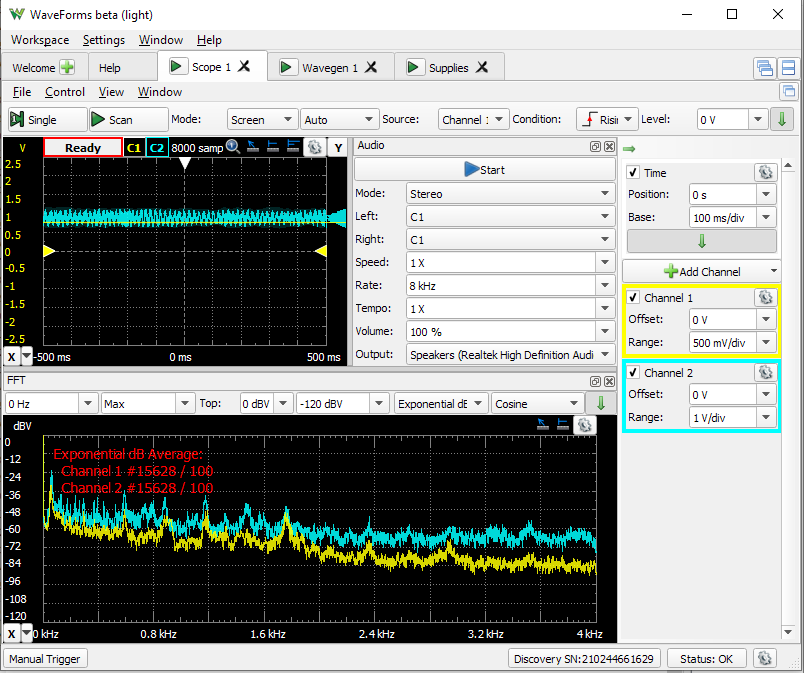 WaveForms beta (light)
Workspace Settings Window Help
Welcome Help Scope 1 Wavegen 1 Supplies
File Control View Window
Single Scan Mode: Screen Auto Source: Channel : Condition: Risin Level: 0 V
V Ready C1 C2 8000 samp Y
2.5
2
1.5
1
0.5
0
-0.5
-1
-1.5
-2
-2.5
X -500 ms 0 ms 500 ms
Audio
Start
Mode: Stereo
Left: C1
Right: C1
Speed: 1 X
Rate: 8 kHz
Tempo: 1 X
Volume: 100 %
Output: Speakers (Realtek High Definition Audi
Time
Position: 0 s
Base: 100 ms/div
Add Channel
Channel 1
Offset: 0 V
Range: 500 mV/div
Channel 2
Offset: 0 V
Range: 1 V/div
FFT
0 Hz Max Top: 0 dBV -120 dBV Exponential dB Cosine
dBV
Exponential dB Average:
Channel 1 #15628 / 100
Channel 2 #15628 / 100
0
-12
-24
-36
-48
-60
-72
-84
-96
-108
-120
X 0 kHz 0.8 kHz 1.6 kHz 2.4 kHz 3.2 kHz 4 kHz
Manual Trigger Discovery SN:210244661629 Status: OK